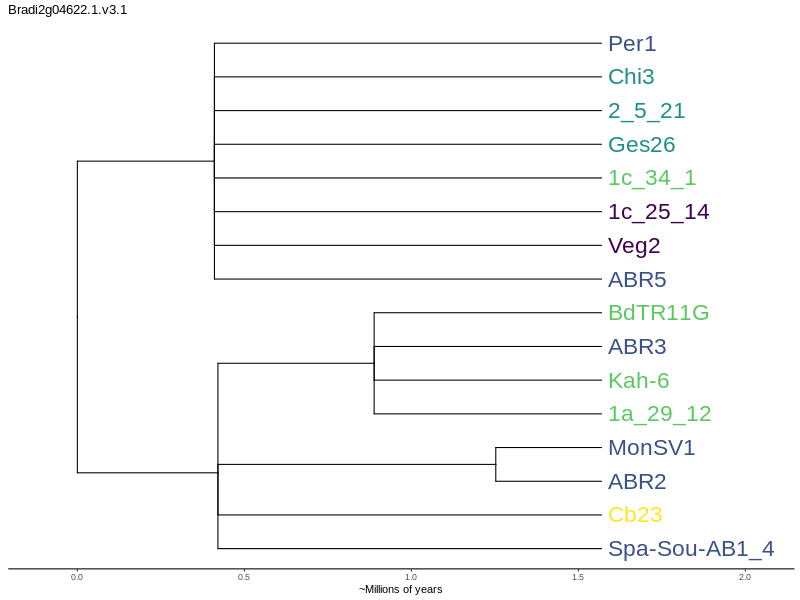 Bradi2g04622.1.v3.1
Per1
Chi3
2_5_21
Ges26
1c_34_1
1c_25_14
Veg2
ABR5
BdTR11G
ABR3
Kah-6
1a_29_12
MonSV1
ABR2
Cb23
Spa-Sou-AB1_4
0.0 0.5 1.0 1.5 2.0
~Millions of years